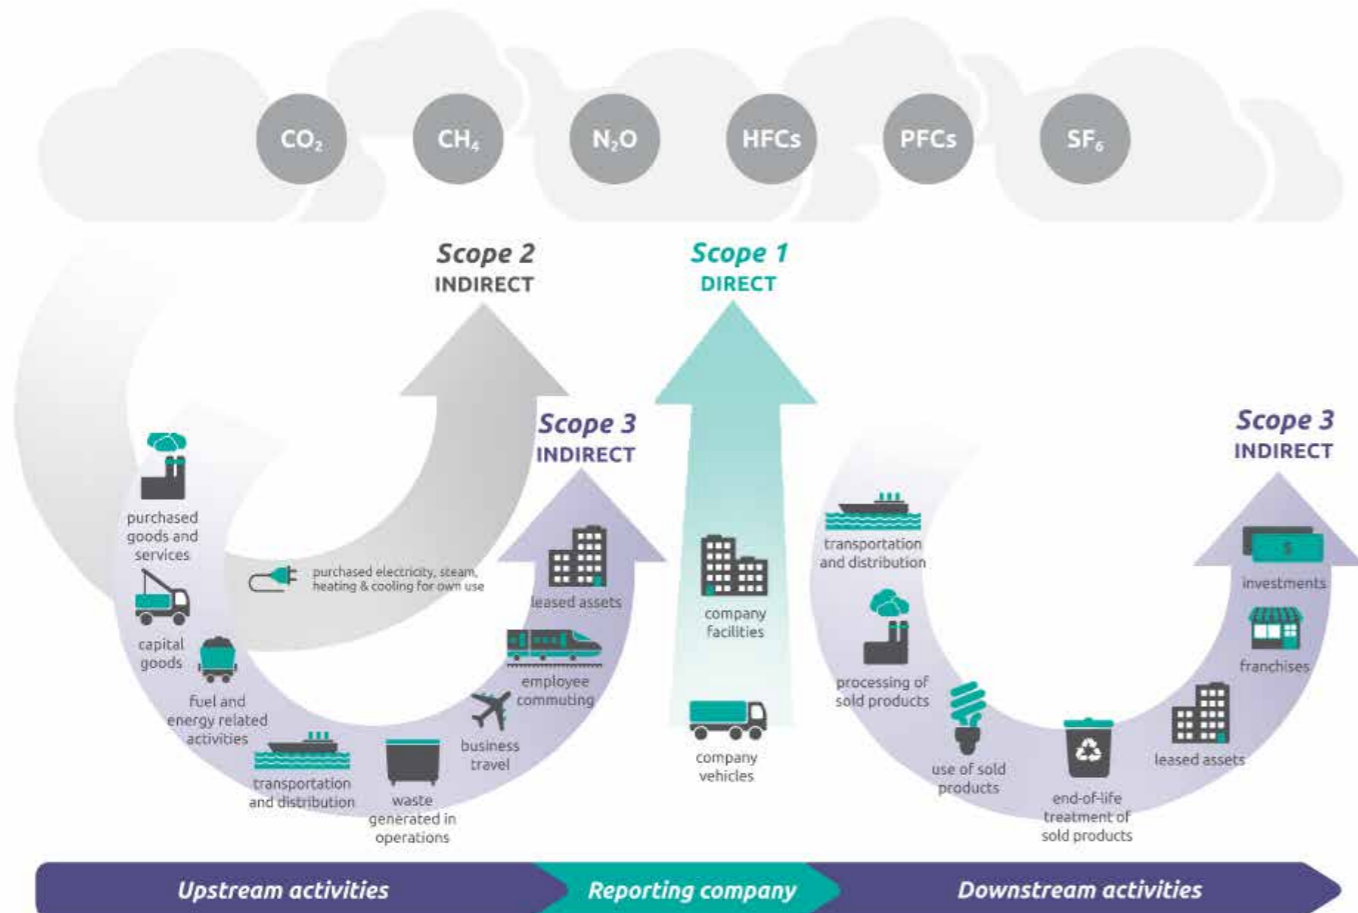 CO₂
CH₄
N₂O
HFCs
PFCs
SF₆
Scope 2
INDIRECT
Scope 1
DIRECT
Scope 3
INDIRECT
Scope 3
INDIRECT
purchased
goods and
services
capital
goods
fuel and
energy related
activities
transportation
and distribution
waste
generated in
operations
business
travel
employee
commuting
leased assets
purchased electricity, steam,
heating & cooling for own use
company
facilities
company
vehicles
transportation
and distribution
processing of
sold products
use of sold
products
end-of-life
treatment of
sold products
leased assets
franchises
$
investments
Upstream activities
Reporting company
Downstream activities